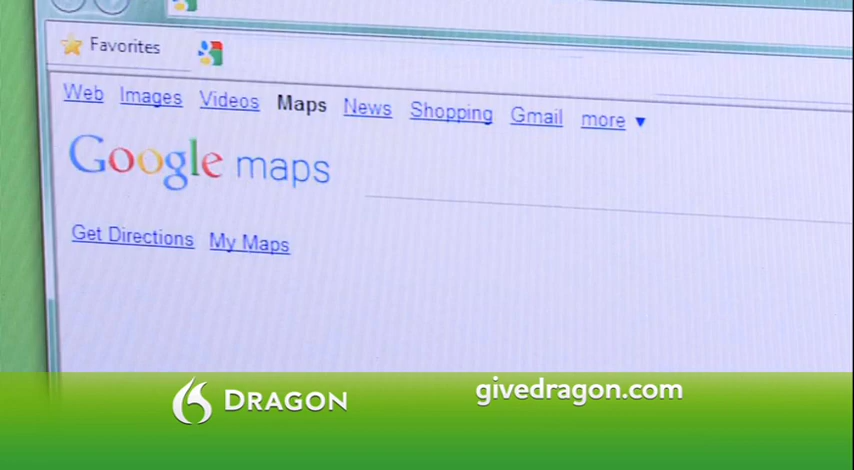 Favorites
Web Images Videos Maps News Shopping Gmail more ▼
Google maps
Get Directions My Maps
DRAGON
givedragon.com